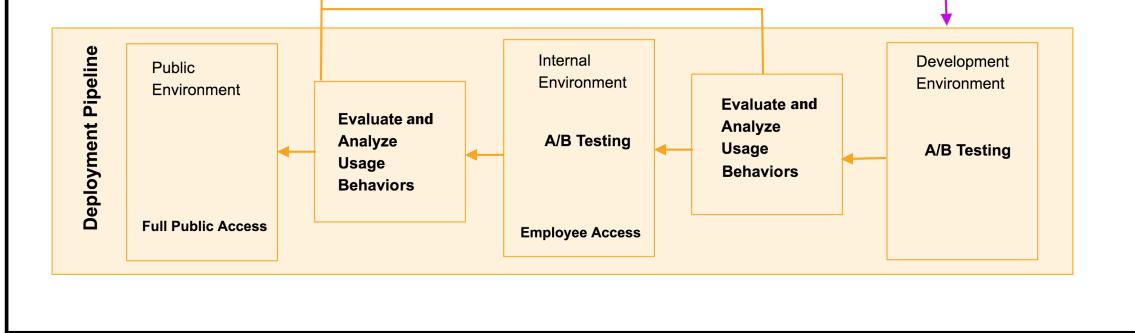 Deployment Pipeline
Public
Environment
Full Public Access
Evaluate and
Analyze
Usage
Behaviors
Internal
Environment
A/B Testing
Employee Access
Evaluate and
Analyze
Usage
Behaviors
Development
Environment
A/B Testing